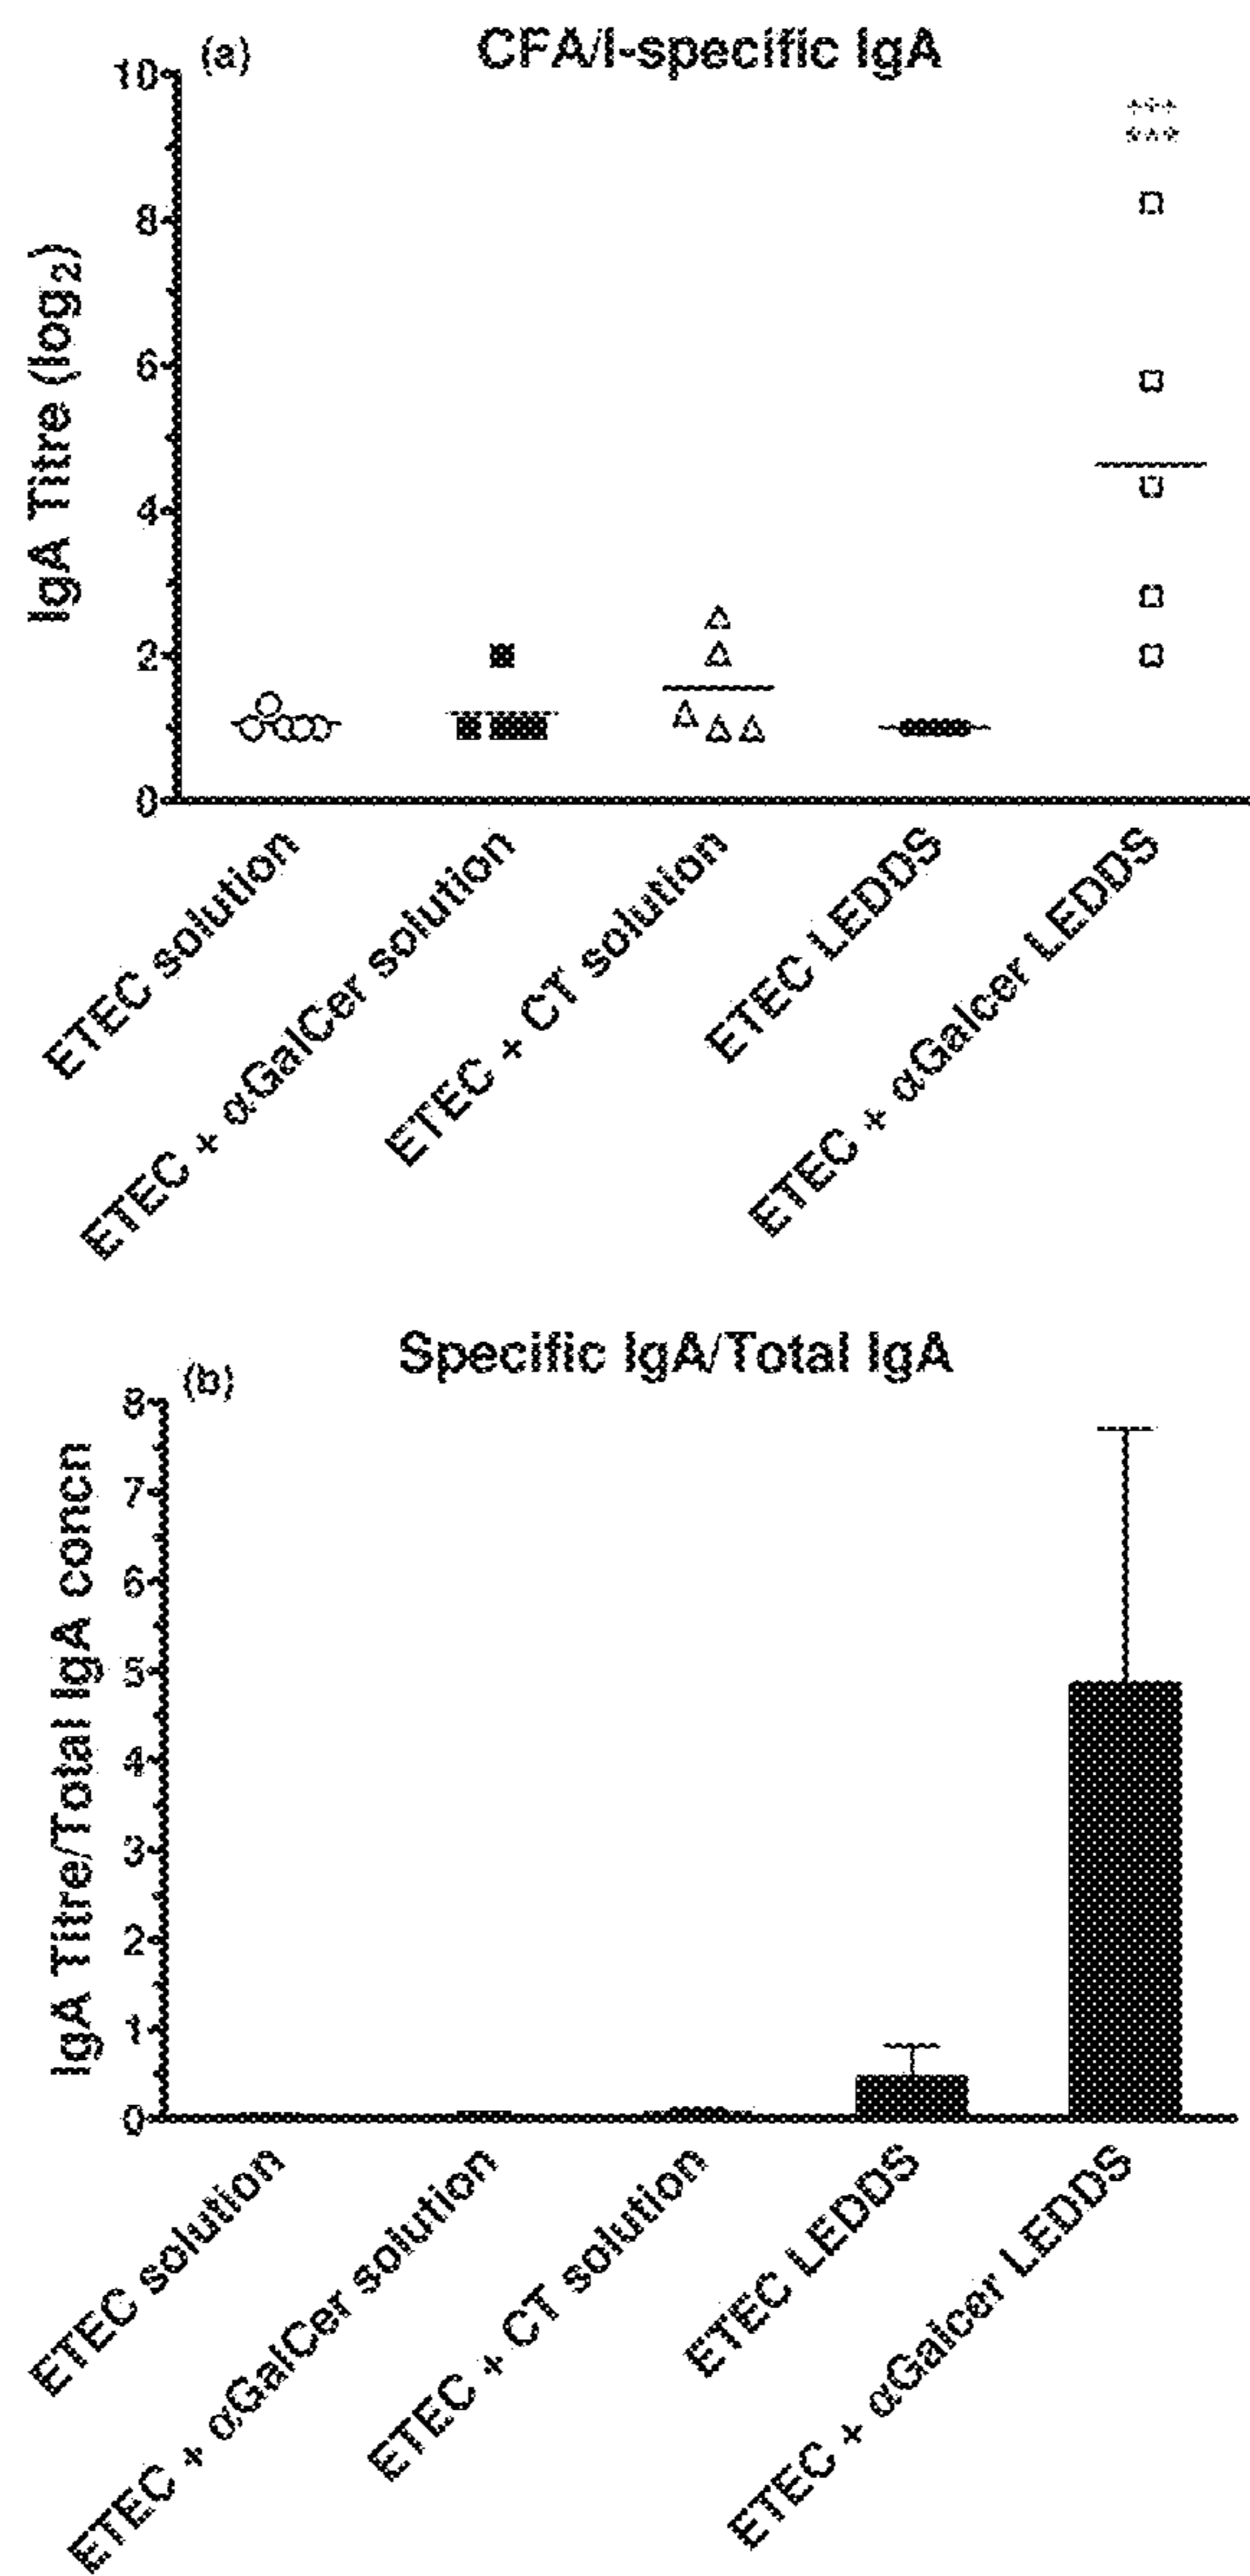 (a) CFA/I-specific IgA
IgA Titre (log2)
10
8
6
4
2
0
ETEC solution
ETEC + αGalCer solution
ETEC + CT solution
ETEC LEDDS
ETEC + αGalcer LEDDS
***
***
(b) Specific IgA/Total IgA
IgA Titre/Total IgA concn
8
7
6
5
4
3
2
1
0
ETEC solution
ETEC + αGalCer solution
ETEC + CT solution
ETEC LEDDS
ETEC + αGalcer LEDDS